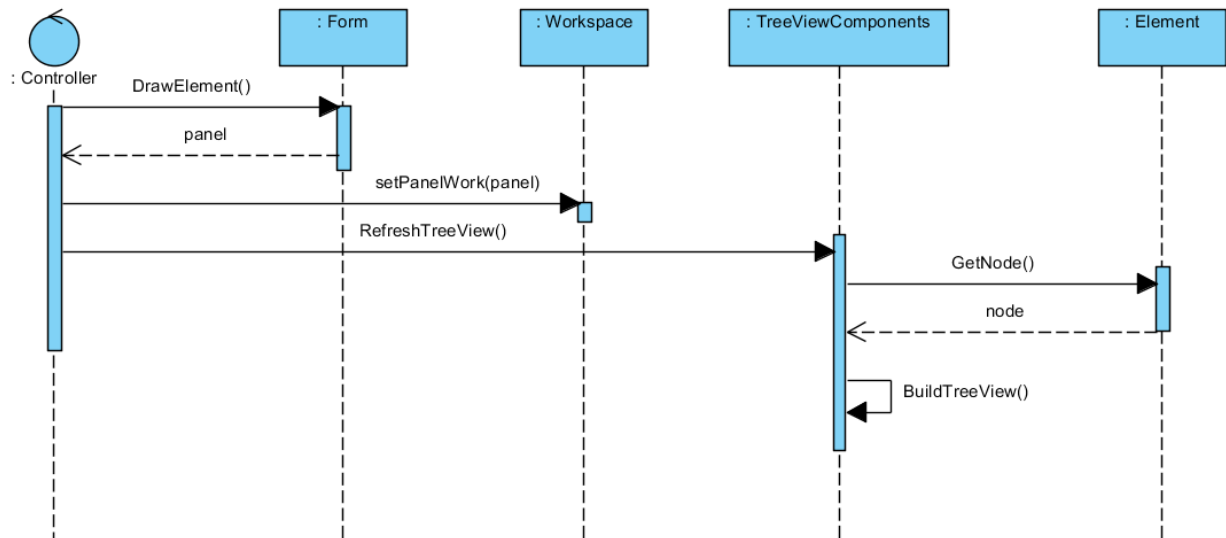 : Form
: Workspace
: TreeViewComponents
: Element
: Controller
DrawElement()
panel
setPanelWork(panel)
RefreshTreeView()
GetNode()
node
BuildTreeView()